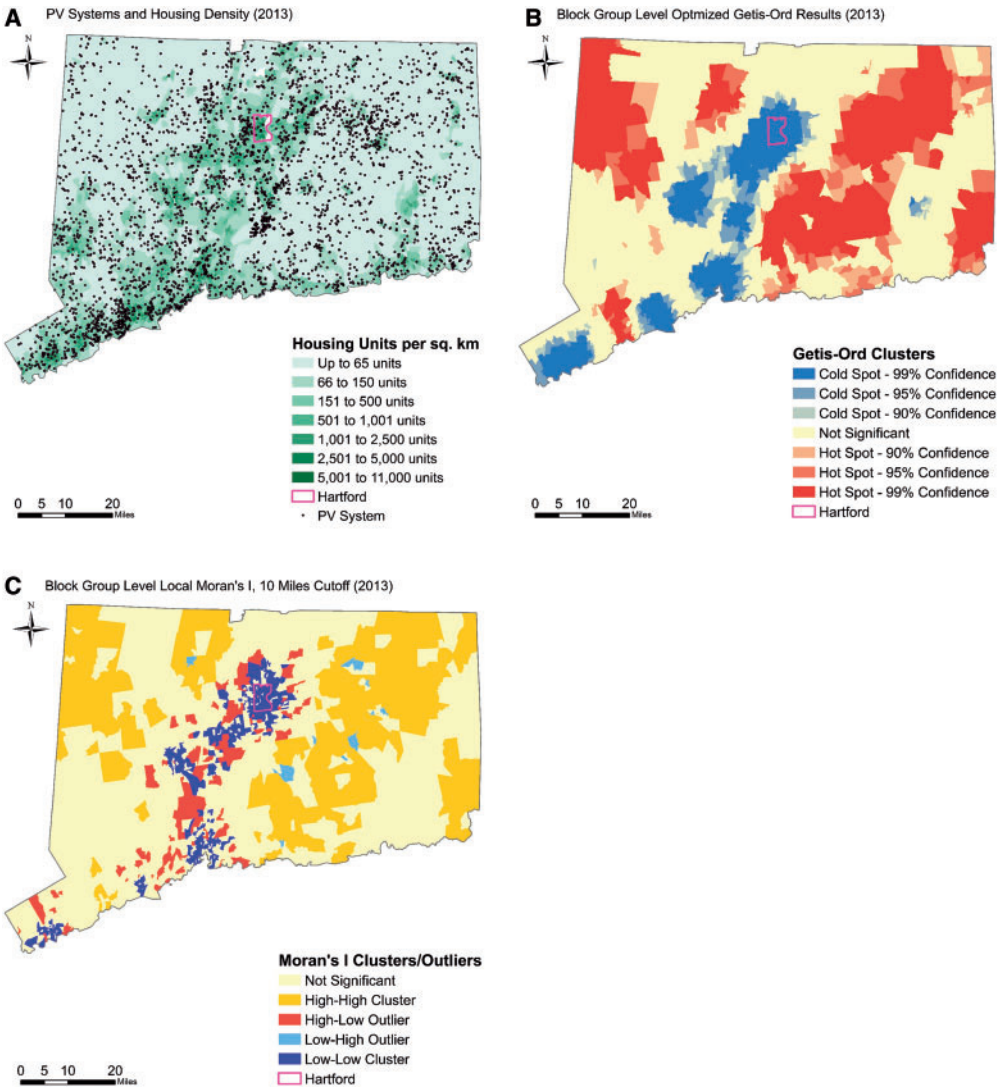 A PV Systems and Housing Density (2013)
N
Housing Units per sq. km
Up to 65 units
66 to 150 units
151 to 500 units
501 to 1,001 units
1,001 to 2,500 units
2,501 to 5,000 units
5,001 to 11,000 units
Hartford
PV System
0 5 10 20
Miles
B Block Group Level Optmized Getis-Ord Results (2013)
N
Getis-Ord Clusters
Cold Spot - 99% Confidence
Cold Spot - 95% Confidence
Cold Spot - 90% Confidence
Not Significant
Hot Spot - 90% Confidence
Hot Spot - 95% Confidence
Hot Spot - 99% Confidence
Hartford
0 5 10 20
Miles
C Block Group Level Local Moran's I, 10 Miles Cutoff (2013)
N
Moran's I Clusters/Outliers
Not Significant
High-High Cluster
High-Low Outlier
Low-High Outlier
Low-Low Cluster
Hartford
0 5 10 20
Miles